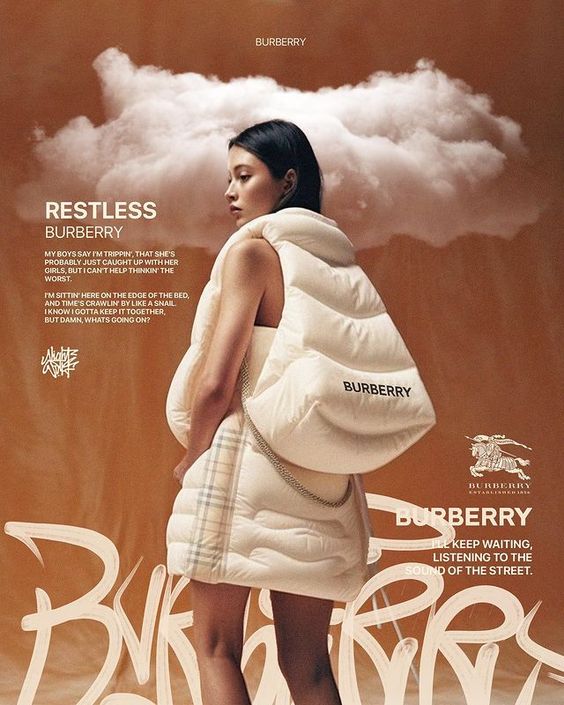 BURBERRY
RESTLESS
BURBERRY
MY BOYS SAY I'M TRIPPIN', THAT SHE'S
PROBABLY JUST CAUGHT UP WITH HER
GIRLS, BUT I CAN'T HELP THINKIN' THE
WORST.
I'M SITTIN' HERE ON THE EDGE OF THE BED,
AND TIME'S CRAWLIN' BY LIKE A SNAIL.
I KNOW I GOTTA KEEP IT TOGETHER,
BUT DAMN, WHATS GOING ON?
BURBERRY
BURBERRY
ESTABLISHED 1856
BURBERRY
I'LL KEEP WAITING,
LISTENING TO THE
SOUND OF THE STREET.
Burberry